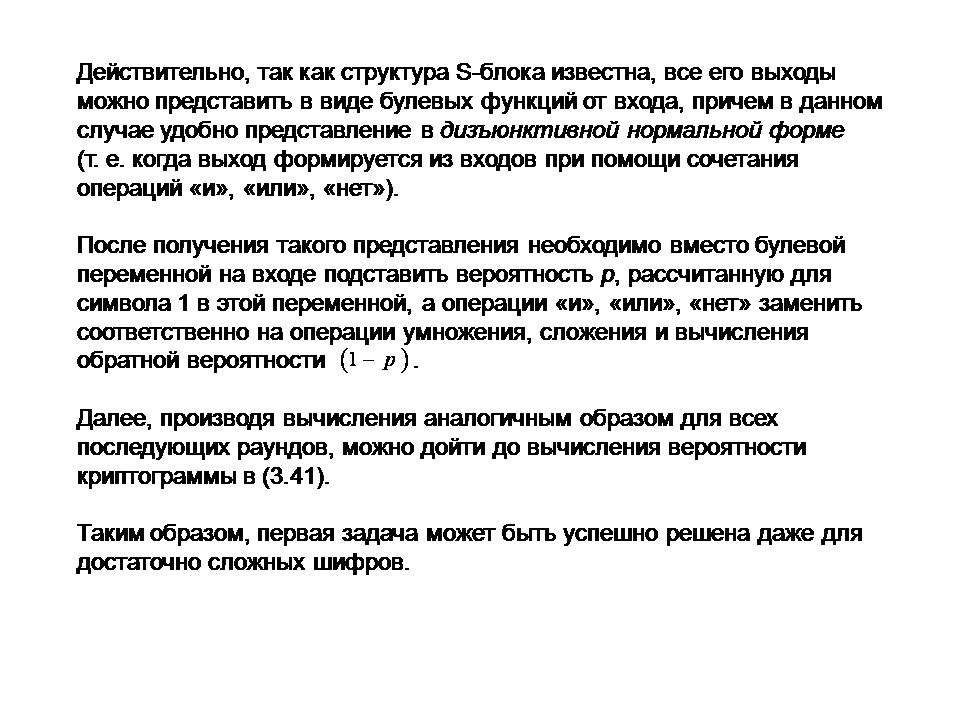 Действительно, так как структура S-блока известна, все его выходы
можно представить в виде булевых функций от входа, причем в данном
случае удобно представление в дизъюнктивной нормальной форме
(т. е. когда выход формируется из входов при помощи сочетания
операций «и», «или», «нет»).
После получения такого представления необходимо вместо булевой
переменной на входе подставить вероятность p, рассчитанную для
символа 1 в этой переменной, а операции «и», «или», «нет» заменить
соответственно на операции умножения, сложения и вычисления
обратной вероятности (1 − p).
Далее, производя вычисления аналогичным образом для всех
последующих раундов, можно дойти до вычисления вероятности
криптограммы в (3.41).
Таким образом, первая задача может быть успешно решена даже для
достаточно сложных шифров.